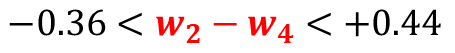 −0.36 < w₂ − w₄ < +0.44